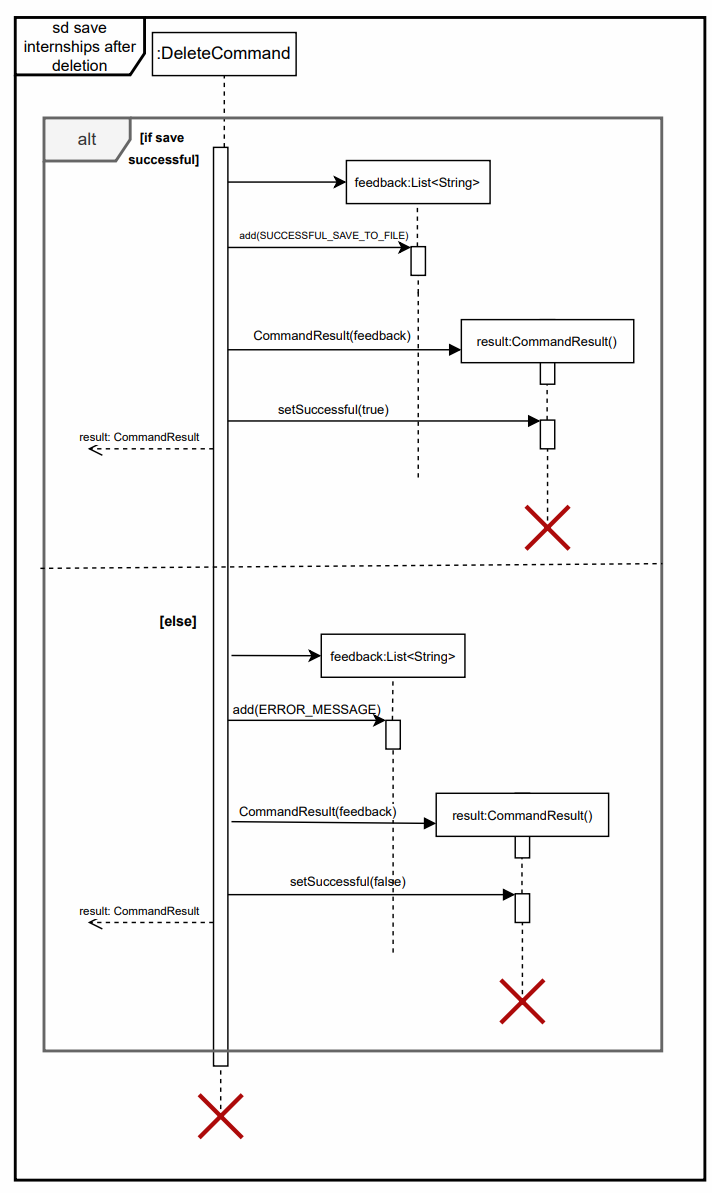 sd save
internships after
deletion
:DeleteCommand
alt
[if save
successful]
feedback:List<String>
add(SUCCESSFUL_SAVE_TO_FILE)
CommandResult(feedback)
result:CommandResult()
setSuccessful(true)
result: CommandResult
[else]
feedback:List<String>
add(ERROR_MESSAGE)
CommandResult(feedback)
result:CommandResult()
setSuccessful(false)
result: CommandResult